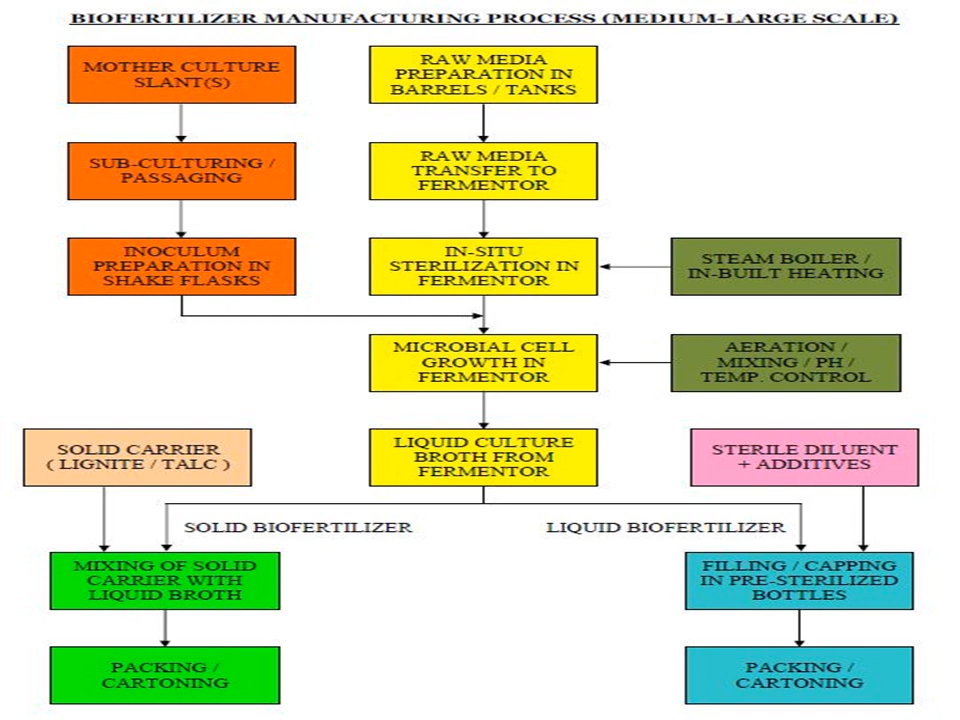 BIOFERTILIZER MANUFACTURING PROCESS (MEDIUM-LARGE SCALE)
MOTHER CULTURE
SLANT(S)
RAW MEDIA
PREPARATION IN
BARRELS / TANKS
SUB-CULTURING /
PASSAGING
RAW MEDIA
TRANSFER TO
FERMENTOR
INOCULUM
PREPARATION IN
SHAKE FLASKS
IN-SITU
STERILIZATION IN
FERMENTOR
STEAM BOILER /
IN-BUILT HEATING
MICROBIAL CELL
GROWTH IN
FERMENTOR
AERATION /
MIXING / PH /
TEMP. CONTROL
SOLID CARRIER
( LIGNITE / TALC )
LIQUID CULTURE
BROTH FROM
FERMENTOR
STERILE DILUENT
+ ADDITIVES
SOLID BIOFERTILIZER
LIQUID BIOFERTILIZER
MIXING OF SOLID
CARRIER WITH
LIQUID BROTH
FILLING / CAPPING
IN PRE-STERILIZED
BOTTLES
PACKING /
CARTONING
PACKING /
CARTONING